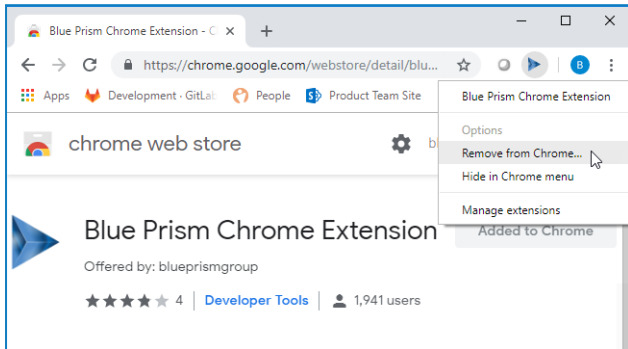 Blue Prism Chrome Extension - C
https://chrome.google.com/webstore/detail/blu...
B
Apps
Development · GitLab
People
Product Team Site
Blue Prism Chrome Extension
Options
Remove from Chrome...
Hide in Chrome menu
Manage extensions
chrome web store
bl
Blue Prism Chrome Extension
Added to Chrome
Offered by: blueprismgroup
4
Developer Tools
1,941 users